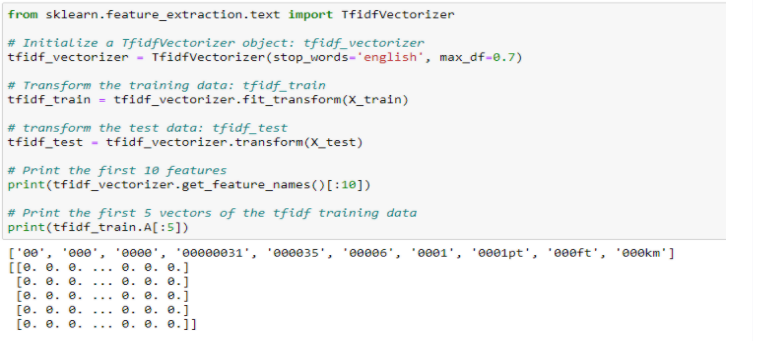 from sklearn.feature_extraction.text import TfidfVectorizer
# Initialize a TfidfVectorizer object: tfidf_vectorizer
tfidf_vectorizer = TfidfVectorizer(stop_words='english', max_df=0.7)
# Transform the training data: tfidf_train
tfidf_train = tfidf_vectorizer.fit_transform(X_train)
# transform the test data: tfidf_test
tfidf_test = tfidf_vectorizer.transform(X_test)
# Print the first 10 features
print(tfidf_vectorizer.get_feature_names()[:10])
# Print the first 5 vectors of the tfidf training data
print(tfidf_train.A[:5])
['00', '000', '0000', '00000031', '000035', '00006', '0001', '0001pt', '000ft', '000km']
[[0. 0. 0. ... 0. 0. 0.]
[0. 0. 0. ... 0. 0. 0.]
[0. 0. 0. ... 0. 0. 0.]
[0. 0. 0. ... 0. 0. 0.]
[0. 0. 0. ... 0. 0. 0.]]